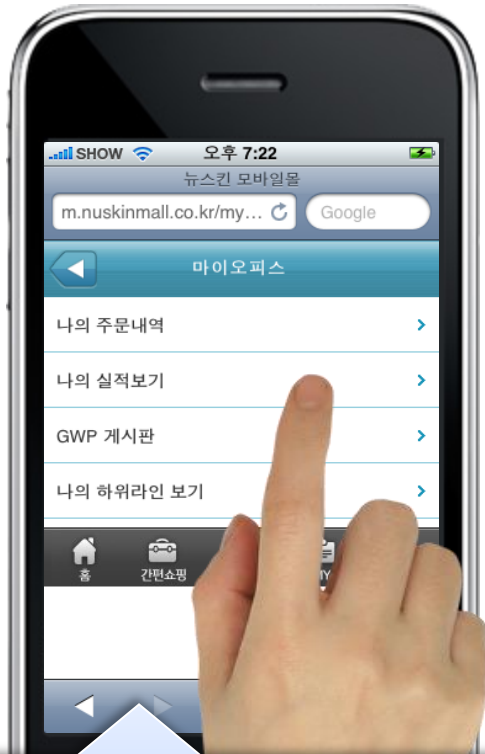 SHOW 오후 7:22
뉴스킨 모바일몰
m.nuskinmall.co.kr/my... Google
마이오피스
나의 주문내역
나의 실적보기
GWP 게시판
나의 하위라인 보기
홈 간편쇼핑